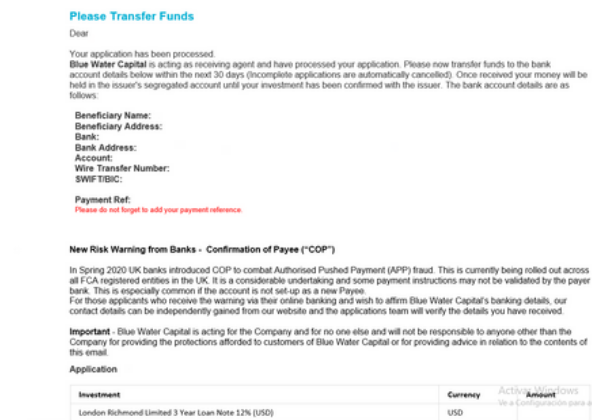 Please Transfer Funds
Dear
Your application has been processed.
Blue Water Capital is acting as receiving agent and have processed your application. Please now transfer funds to the bank
account details below within the next 30 days (Incomplete applications are automatically cancelled). Once received your money will be
held in the issuer's segregated account until your investment has been confirmed with the issuer. The bank account details are as
follows:
Beneficiary Name:
Beneficiary Address:
Bank:
Bank Address:
Account:
Wire Transfer Number:
SWIFT/BIC:
Payment Ref:
Please do not forget to add your payment reference.
New Risk Warning from Banks - Confirmation of Payee ("COP")
In Spring 2020 UK banks introduced COP to combat Authorised Pushed Payment (APP) fraud. This is currently being rolled out across
all FCA registered entities in the UK. It is a considerable undertaking and some payment instructions may not be validated by the payer
bank. This is especially common if the account is not set-up as a new Payee.
For those applicants who receive the warning via their online banking and wish to affirm Blue Water Capital's banking details, our
contact details can be independently gained from our website and the applications team will verify the details you have received.
Important - Blue Water Capital is acting for the Company and for no one else and will not be responsible to anyone other than the
Company for providing the protections afforded to customers of Blue Water Capital or for providing advice in relation to the contents of
this email.
Application
Activar Windows
Investment Currency Amount
Ve a Configuración para a
London Richmond Limited 3 Year Loan Note 12% (USD) USD